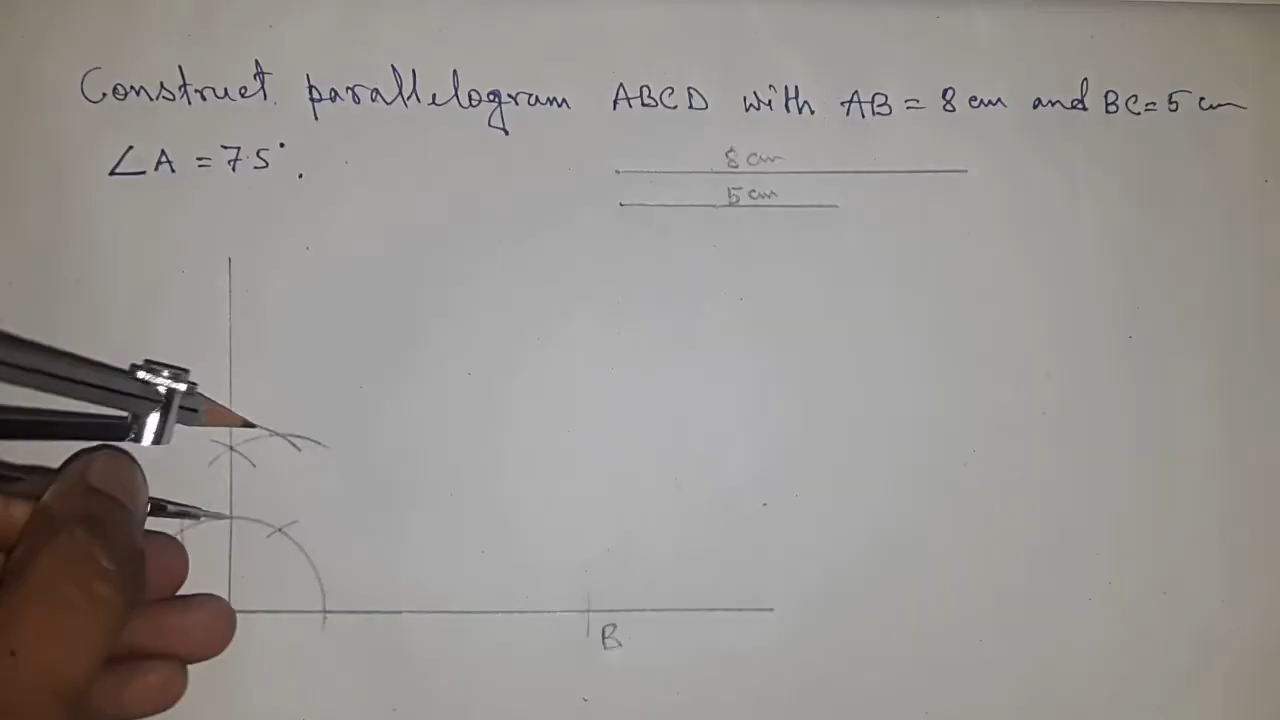 Construct parallelogram ABCD with AB = 8 cm and BC = 5 cm
∠A = 75°.
8 cm
5 cm
B